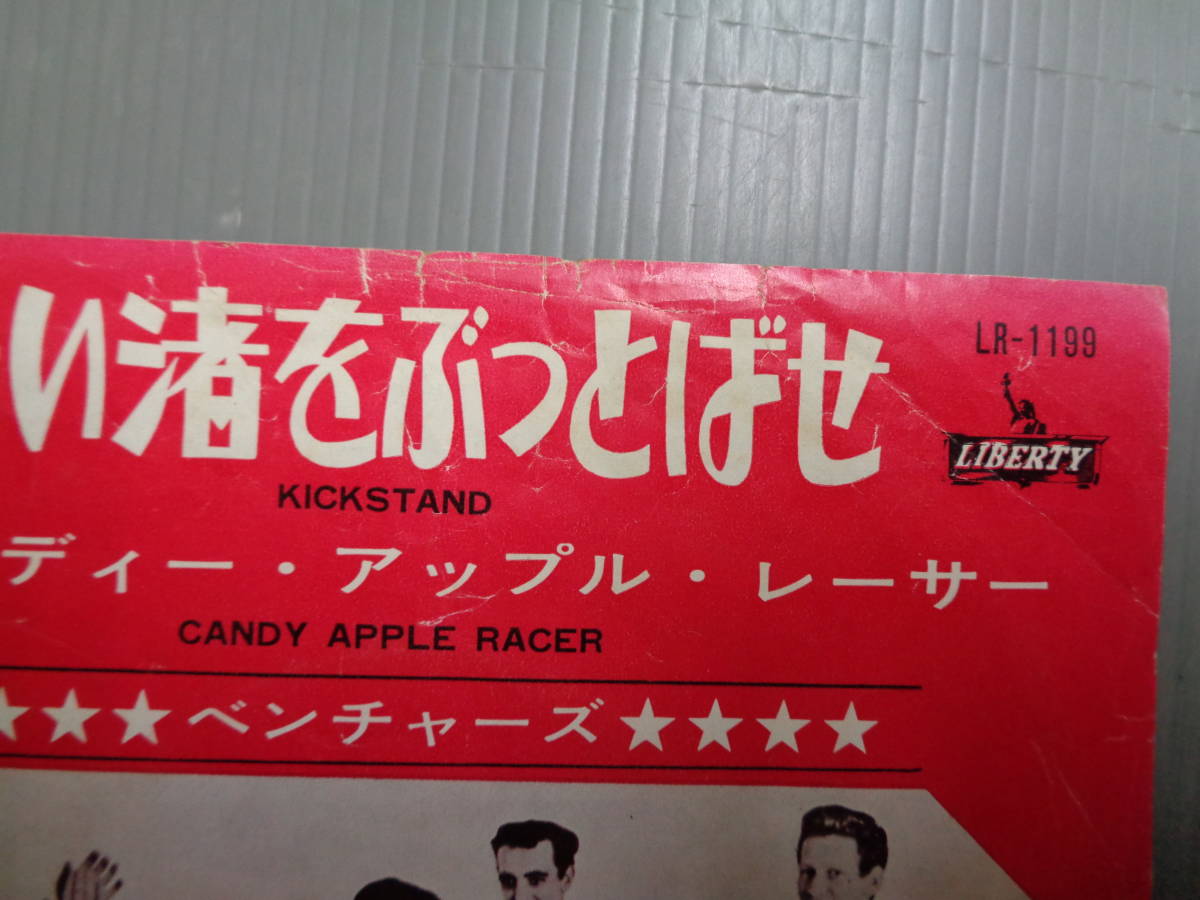 い渚をぶっとばせ
LR-1199
LIBERTY
KICKSTAND
ディー・アップル・レーサー
CANDY APPLE RACER
★★★ベンチャーズ★★★★